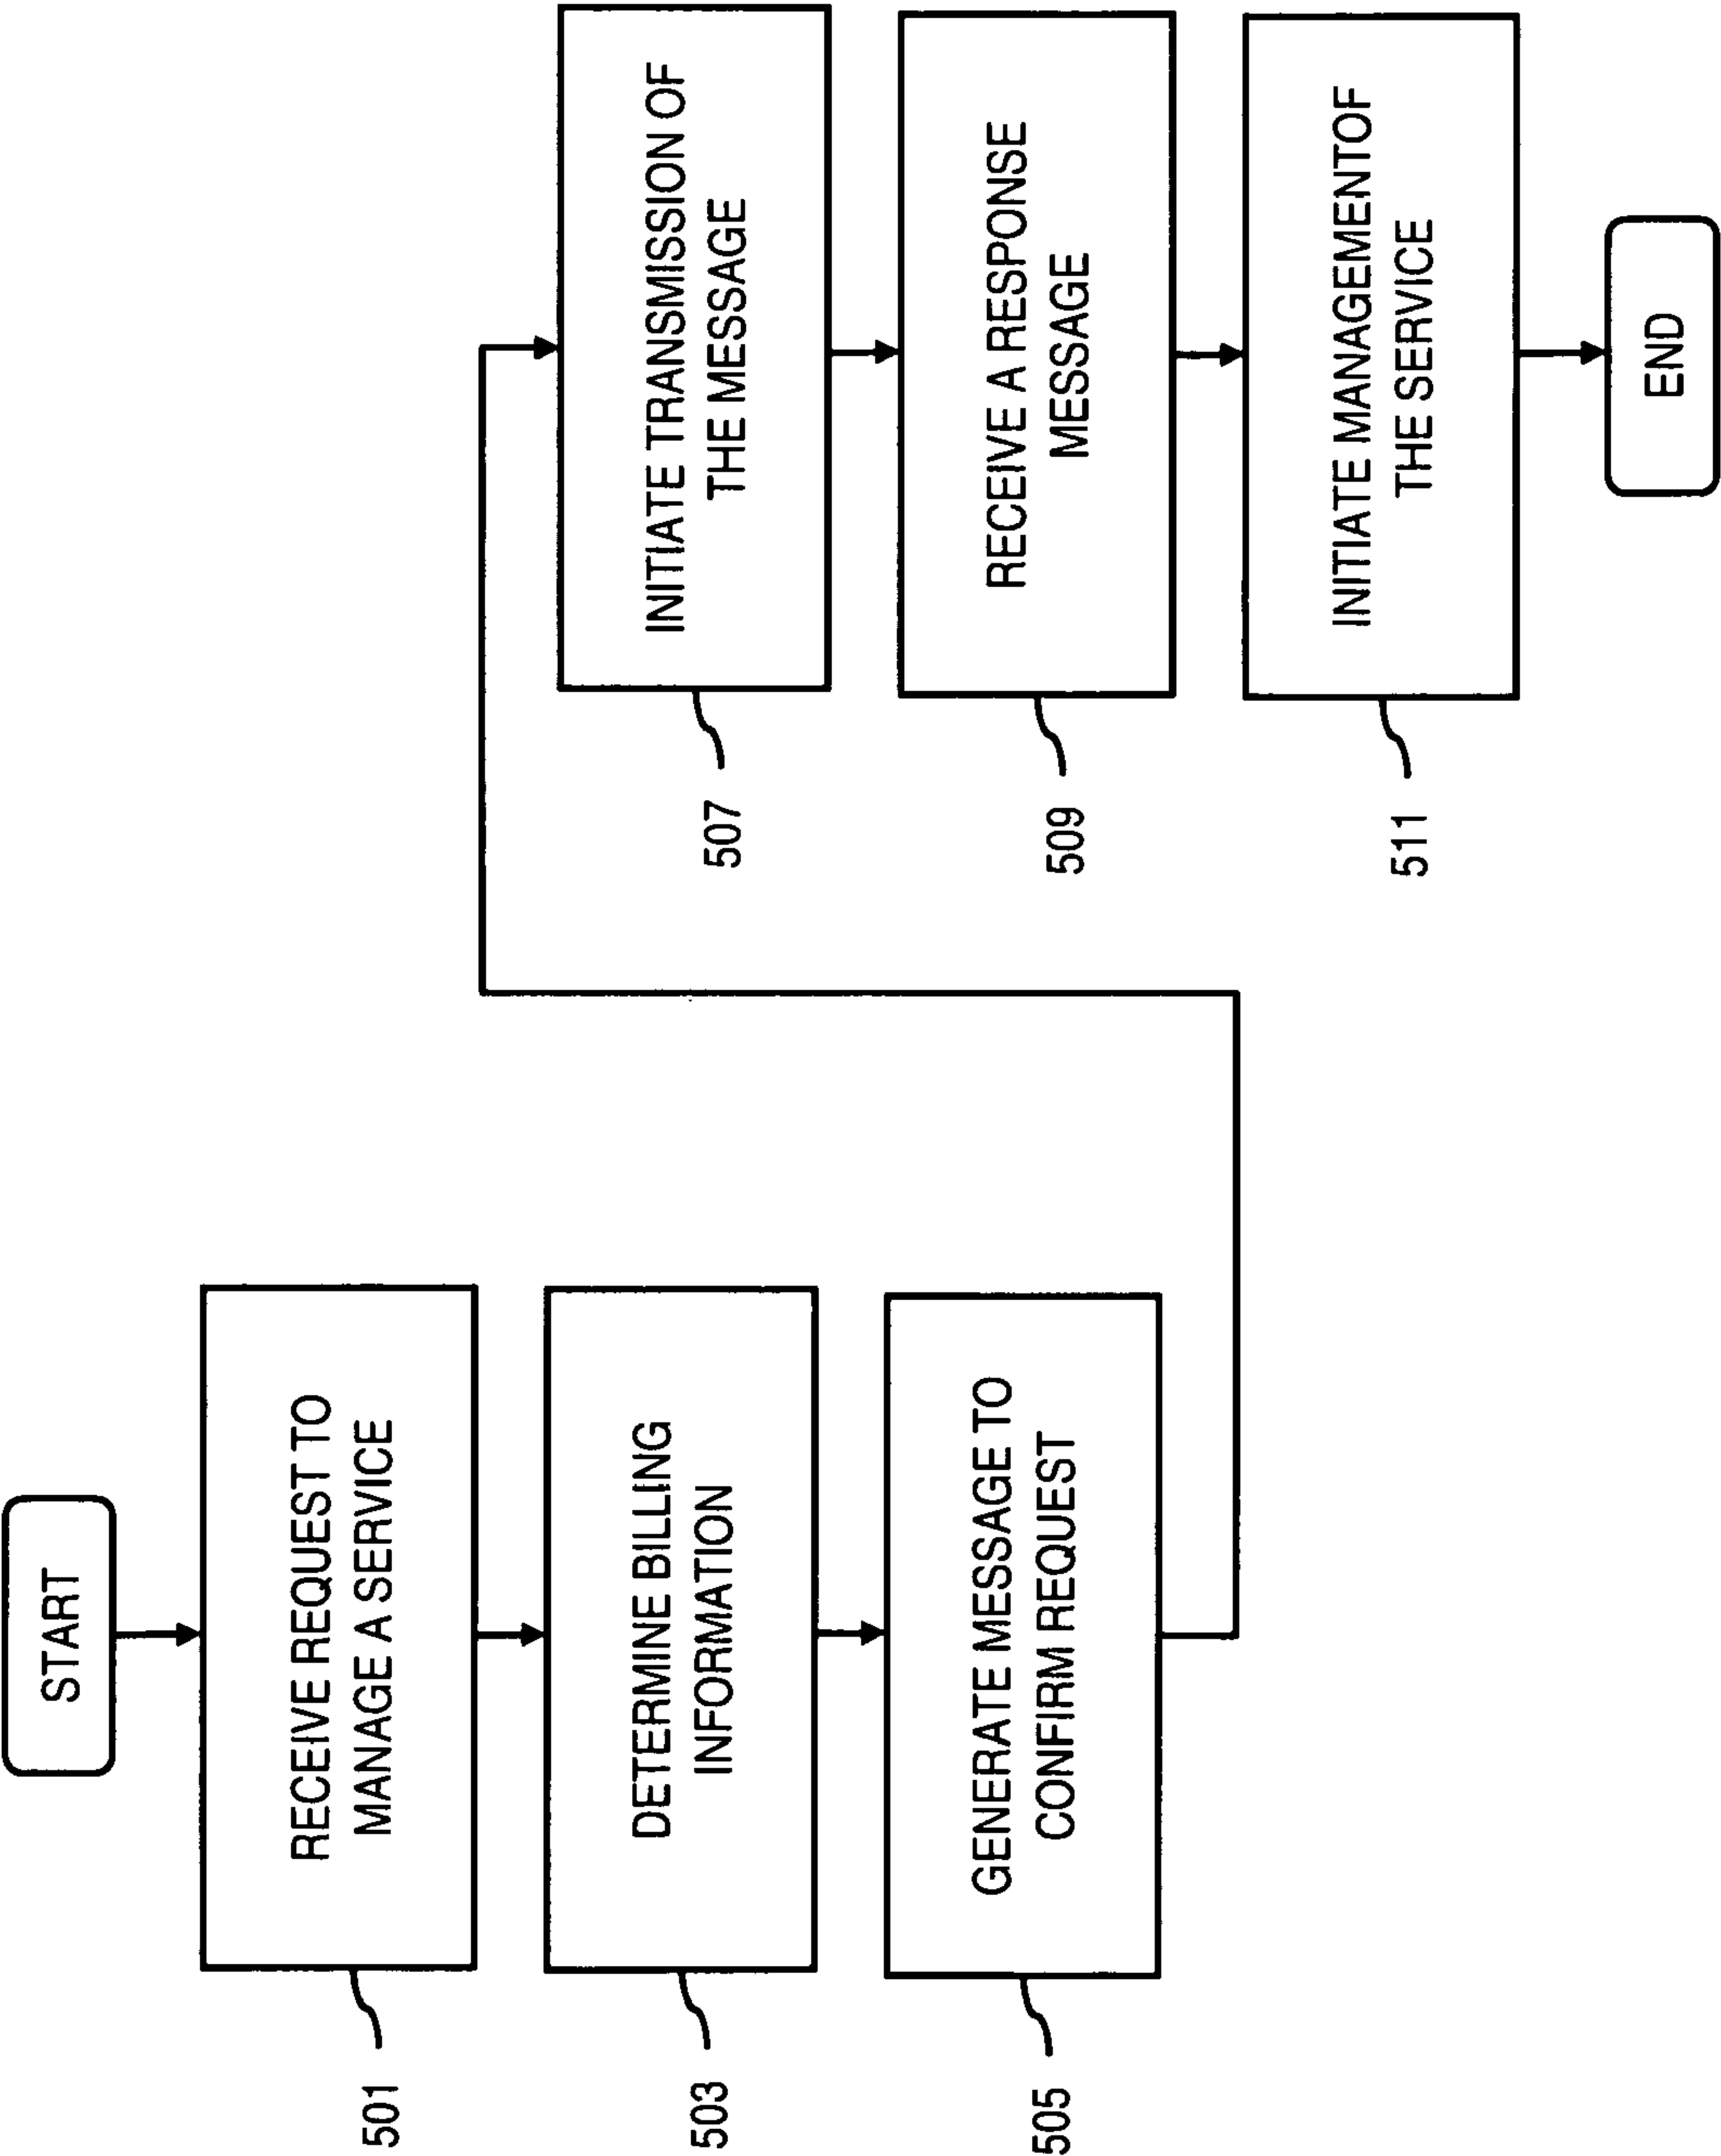 START
RECEIVE REQUEST TO
MANAGE A SERVICE
501
DETERMINE BILLING
INFORMATION
503
GENERATE MESSAGE TO
CONFIRM REQUEST
505
INITIATE TRANSMISSION OF
THE MESSAGE
507
RECEIVE A RESPONSE
MESSAGE
509
INITIATE MANAGEMENTOF
THE SERVICE
511
END